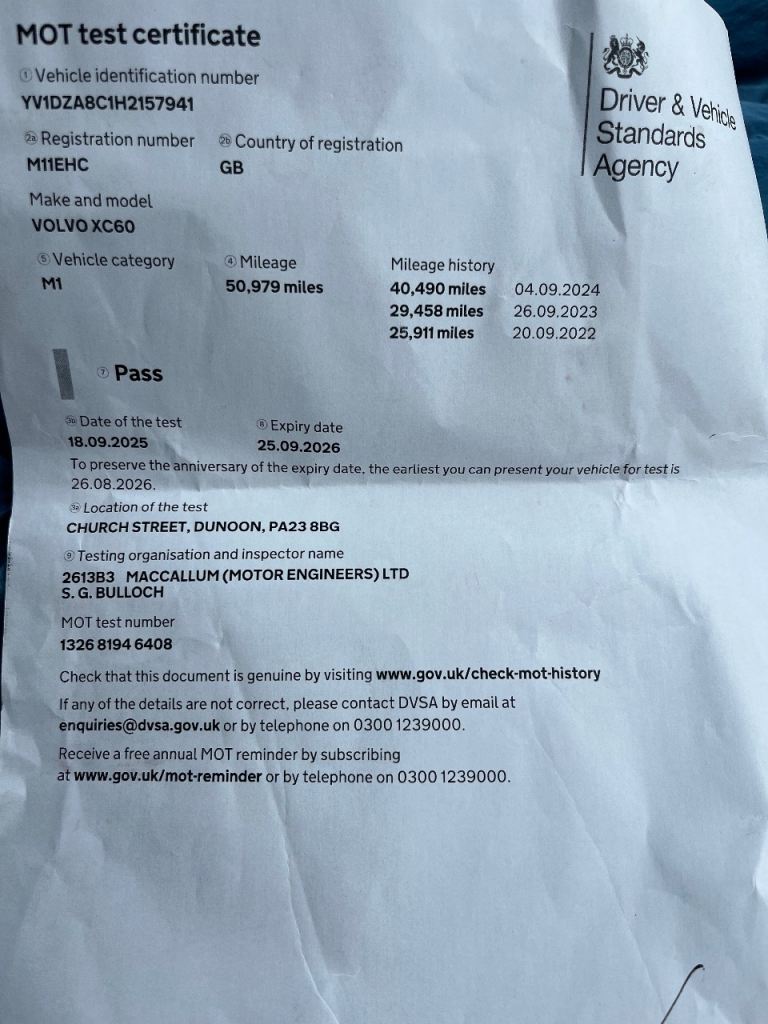 MOT test certificate
① Vehicle identification number
YV1DZA8C1H2157941
Driver & Vehicle
Standards
Agency
2a Registration number 2b Country of registration
M11EHC GB
Make and model
VOLVO XC60
⑤ Vehicle category ④ Mileage Mileage history
M1 50,979 miles 40,490 miles 04.09.2024
29,458 miles 26.09.2023
25,911 miles 20.09.2022
⑦ Pass
3b Date of the test ⑧ Expiry date
18.09.2025 25.09.2026
To preserve the anniversary of the expiry date, the earliest you can present your vehicle for test is
26.08.2026.
3a Location of the test
CHURCH STREET, DUNOON, PA23 8BG
⑨ Testing organisation and inspector name
2613B3 MACCALLUM (MOTOR ENGINEERS) LTD
S. G. BULLOCH
MOT test number
1326 8194 6408
Check that this document is genuine by visiting www.gov.uk/check-mot-history
If any of the details are not correct, please contact DVSA by email at
enquiries@dvsa.gov.uk or by telephone on 0300 1239000.
Receive a free annual MOT reminder by subscribing
at www.gov.uk/mot-reminder or by telephone on 0300 1239000.